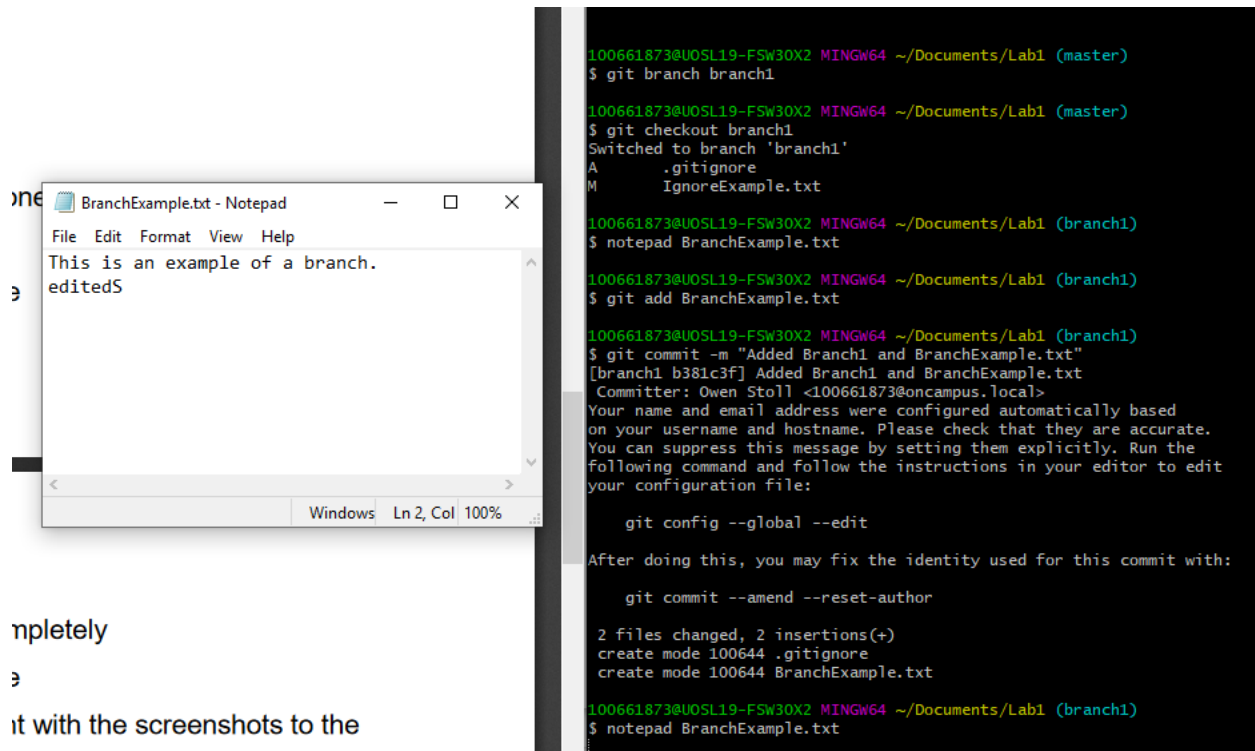 one
e
mpletely
e
nt with the screenshots to the
BranchExample.txt - Notepad
File Edit Format View Help
This is an example of a branch.
editedS
Windows Ln 2, Col 100%
100661873@UOSL19-FSW3OX2 MINGW64 ~/Documents/Lab1 (master)
$ git branch branch1
100661873@UOSL19-FSW3OX2 MINGW64 ~/Documents/Lab1 (master)
$ git checkout branch1
Switched to branch 'branch1'
A .gitignore
M IgnoreExample.txt
100661873@UOSL19-FSW3OX2 MINGW64 ~/Documents/Lab1 (branch1)
$ notepad BranchExample.txt
100661873@UOSL19-FSW3OX2 MINGW64 ~/Documents/Lab1 (branch1)
$ git add BranchExample.txt
100661873@UOSL19-FSW3OX2 MINGW64 ~/Documents/Lab1 (branch1)
$ git commit -m "Added Branch1 and BranchExample.txt"
[branch1 b381c3f] Added Branch1 and BranchExample.txt
Committer: Owen Stoll <100661873@oncampus.local>
Your name and email address were configured automatically based
on your username and hostname. Please check that they are accurate.
You can suppress this message by setting them explicitly. Run the
following command and follow the instructions in your editor to edit
your configuration file:
git config --global --edit
After doing this, you may fix the identity used for this commit with:
git commit --amend --reset-author
2 files changed, 2 insertions(+)
create mode 100644 .gitignore
create mode 100644 BranchExample.txt
100661873@UOSL19-FSW3OX2 MINGW64 ~/Documents/Lab1 (branch1)
$ notepad BranchExample.txt